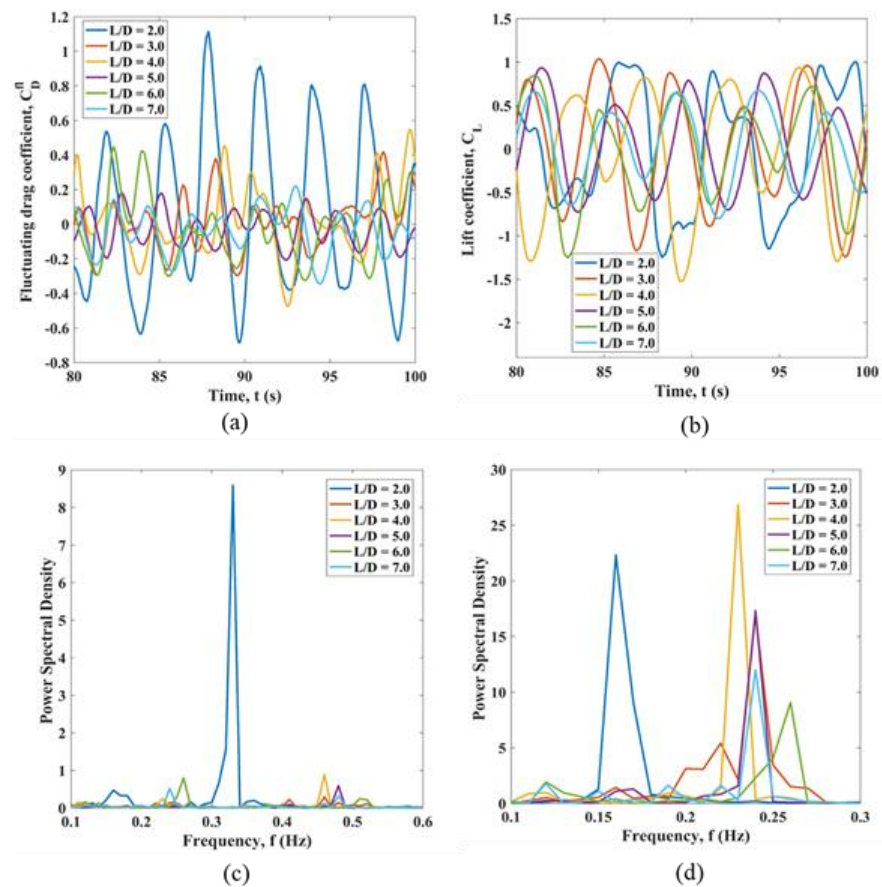 1.2
1
0.8
0.6
0.4
0.2
0
-0.2
-0.4
-0.6
-0.8
Fluctuating drag coefficient, C_D^fl
L/D = 2.0
L/D = 3.0
L/D = 4.0
L/D = 5.0
L/D = 6.0
L/D = 7.0
80 85 90 95 100
Time, t (s)
(a)
1.5
1
0.5
0
-0.5
-1
-1.5
-2
Lift coefficient, C_L
L/D = 2.0
L/D = 3.0
L/D = 4.0
L/D = 5.0
L/D = 6.0
L/D = 7.0
80 85 90 95 100
Time, t (s)
(b)
9
8
7
6
5
4
3
2
1
0
Power Spectral Density
L/D = 2.0
L/D = 3.0
L/D = 4.0
L/D = 5.0
L/D = 6.0
L/D = 7.0
0.1 0.2 0.3 0.4 0.5 0.6
Frequency, f (Hz)
(c)
30
25
20
15
10
5
0
Power Spectral Density
L/D = 2.0
L/D = 3.0
L/D = 4.0
L/D = 5.0
L/D = 6.0
L/D = 7.0
0.1 0.15 0.2 0.25 0.3
Frequency, f (Hz)
(d)